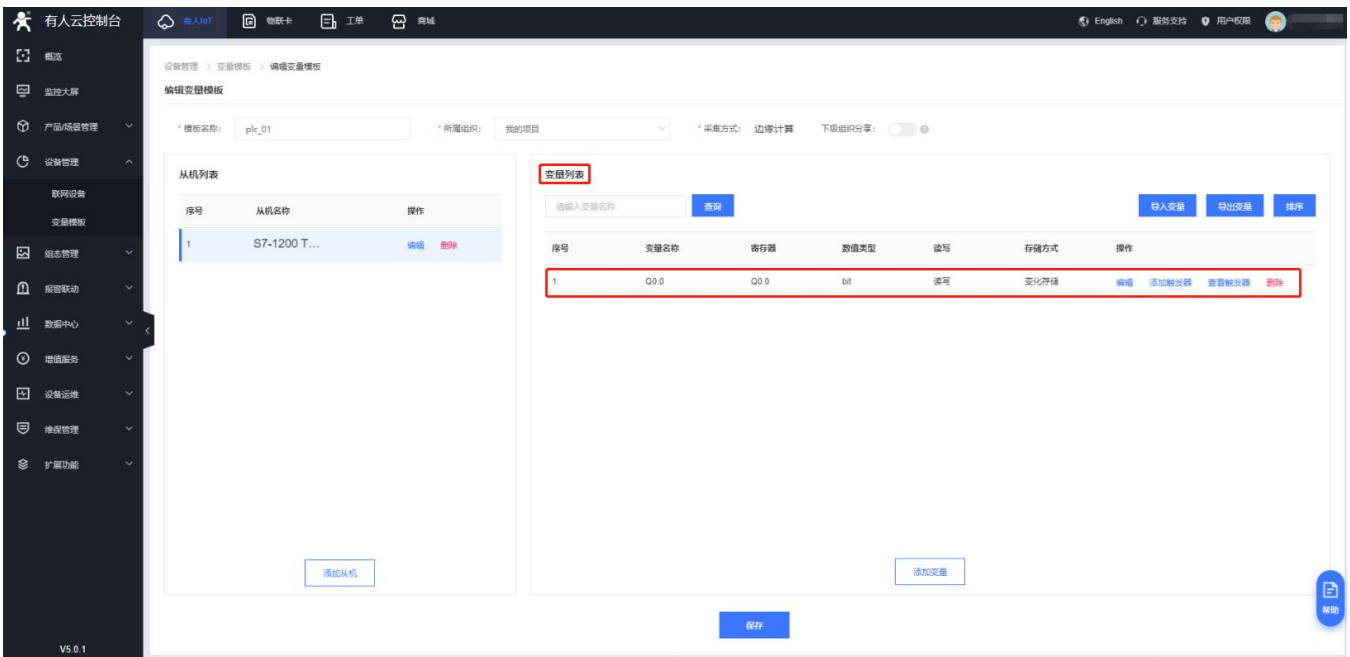 有人云控制台
有人IoT 物联卡 工单 商城 English 服务支持 用户权限
概览
监控大屏
产品/场景管理
设备管理
联网设备
变量模板
组态管理
报警联动
数据中心
增值服务
设备运维
维保管理
扩展功能
V5.0.1
设备管理 > 变量模板 > 编辑变量模板
编辑变量模板
* 模板名称: plc_01 * 所属组织: 我的项目 * 采集方式: 边缘计算 下级组织分享:
从机列表
序号 从机名称 操作
1 S7-1200 T... 编辑 删除
添加从机
变量列表
请输入变量名称 查询 导入变量 导出变量 排序
序号 变量名称 寄存器 数值类型 读写 存储方式 操作
1 Q0.0 Q0.0 bit 读写 变化存储 编辑 添加触发器 查看触发器 删除
添加变量
保存
帮助